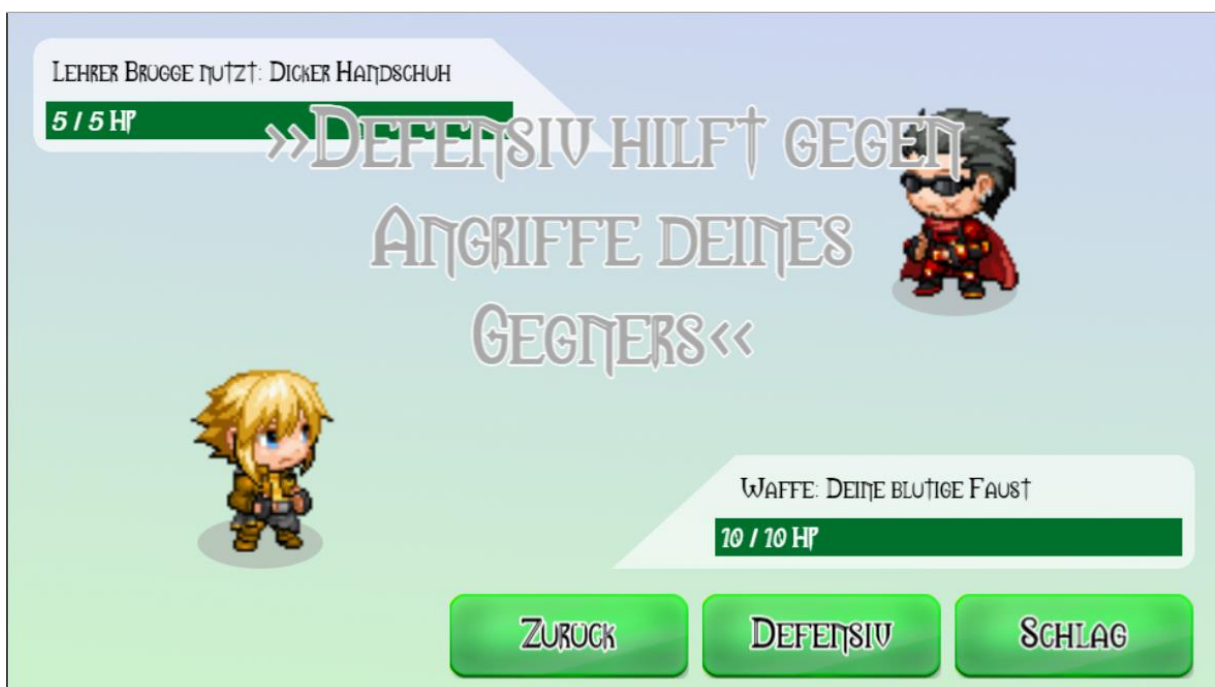 Lehrer Brügge nutzt: Dicker Handschuh
5 / 5 HP
»Defensiv hilft gegen
Angriffe deines
Gegners«
Waffe: Deine blutige Faust
10 / 10 HP
Zurück
Defensiv
Schlag